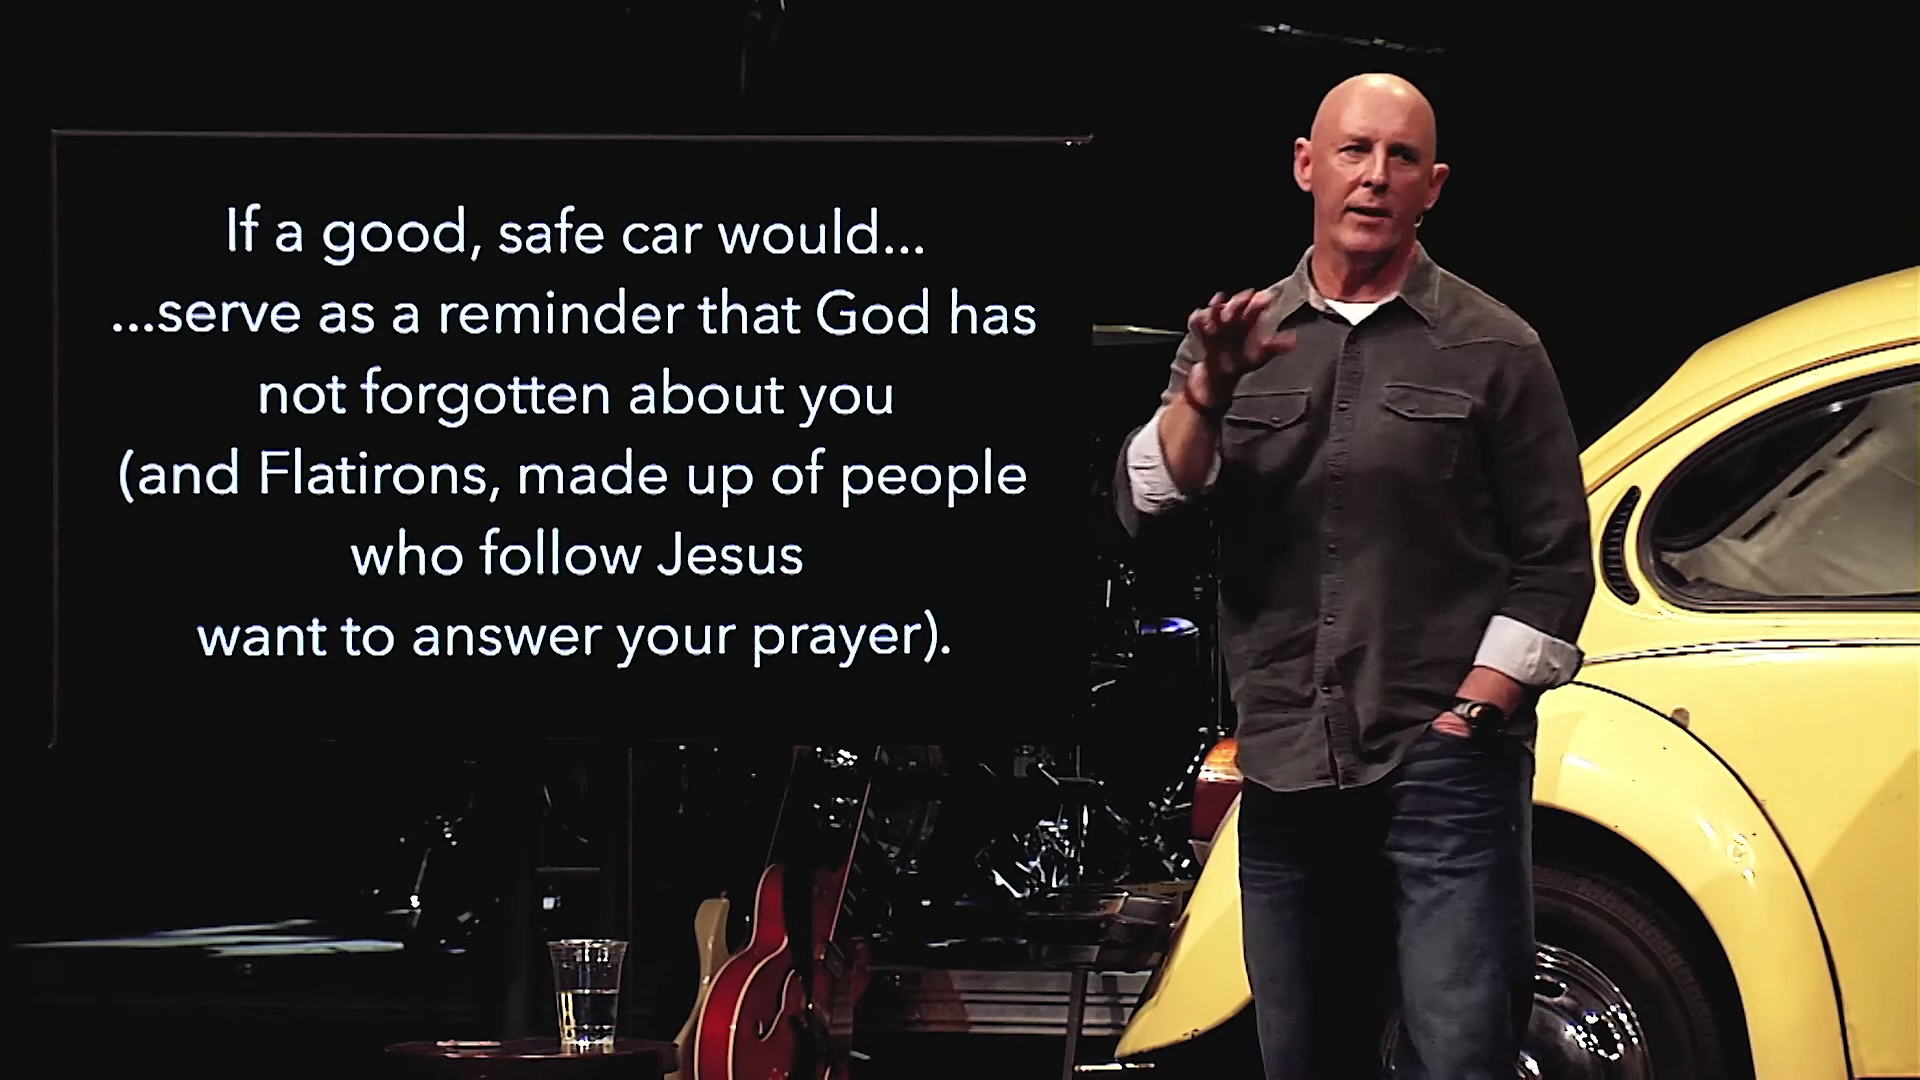 If a good, safe car would...
...serve as a reminder that God has
not forgotten about you
(and Flatirons, made up of people
who follow Jesus
want to answer your prayer).